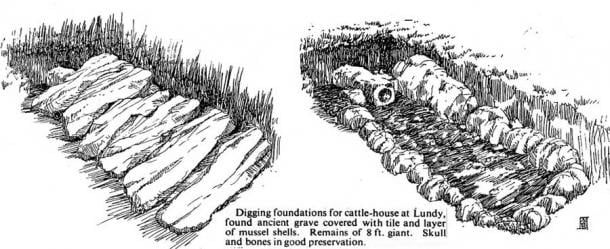 Digging foundations for cattle-house at Lundy,
found ancient grave covered with tile and layer
of mussel shells. Remains of 8 ft. giant. Skull
and bones in good preservation.